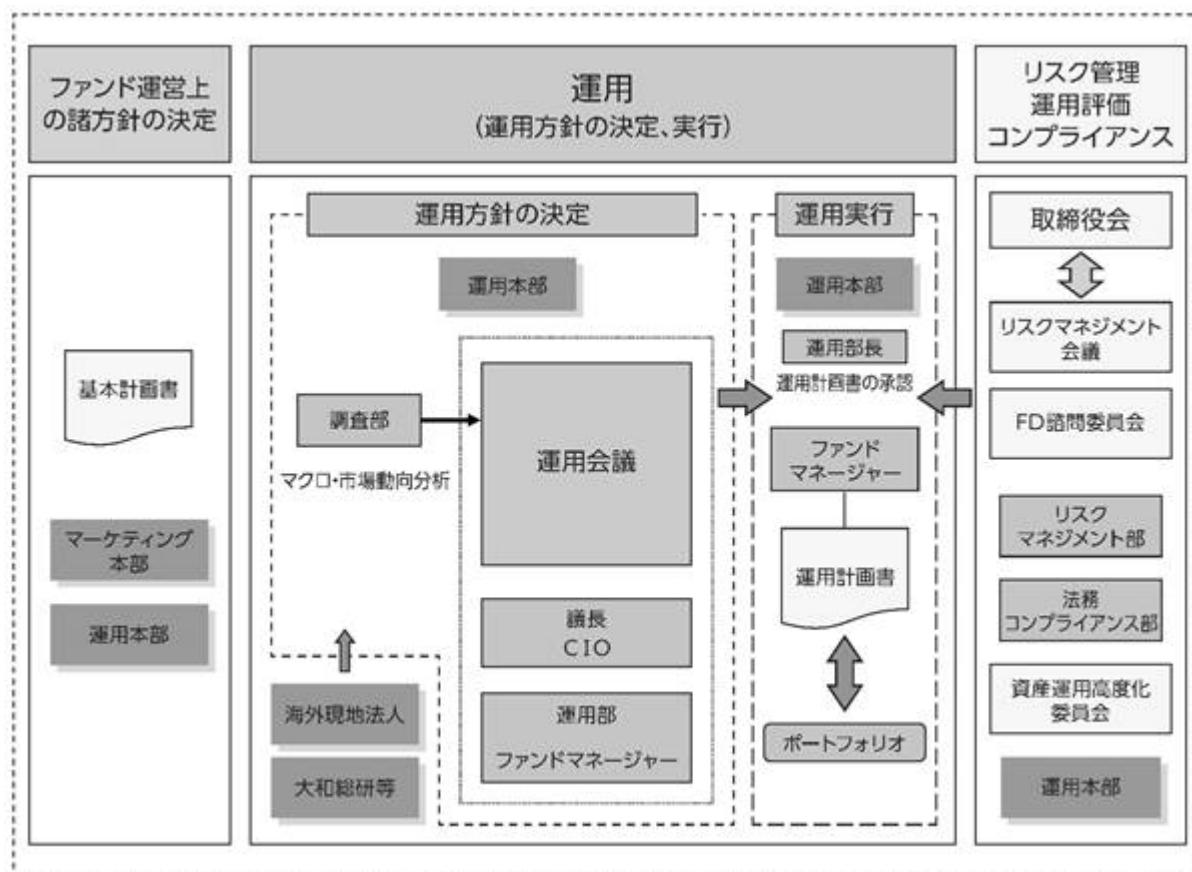 ファンド運営上
の諸方針の決定
基本計画書
マーケティング
本部
運用本部
運用
(運用方針の決定、実行)
運用方針の決定
運用本部
調査部
マクロ・市場動向分析
運用会議
議長
CIO
運用部
ファンドマネージャー
海外現地法人
大和総研等
運用実行
運用本部
運用部長
運用計画書の承認
ファンド
マネージャー
運用計画書
ポートフォリオ
リスク管理
運用評価
コンプライアンス
取締役会
リスクマネジメント
会議
FD諮問委員会
リスク
マネジメント部
法務
コンプライアンス部
資産運用高度化
委員会
運用本部